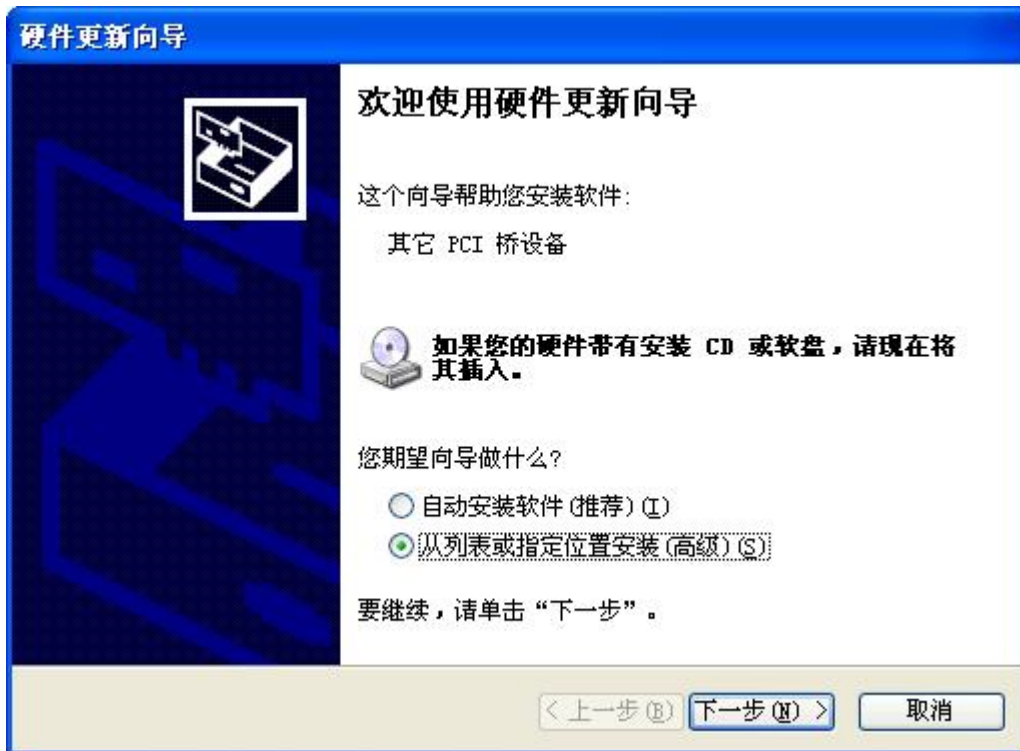 硬件更新向导
欢迎使用硬件更新向导
这个向导帮助您安装软件:
其它 PCI 桥设备
如果您的硬件带有安装 CD 或软盘，请现在将
其插入。
您期望向导做什么?
自动安装软件(推荐)(I)
从列表或指定位置安装(高级)(S)
要继续，请单击“下一步”。
< 上一步(B) 下一步(N) > 取消